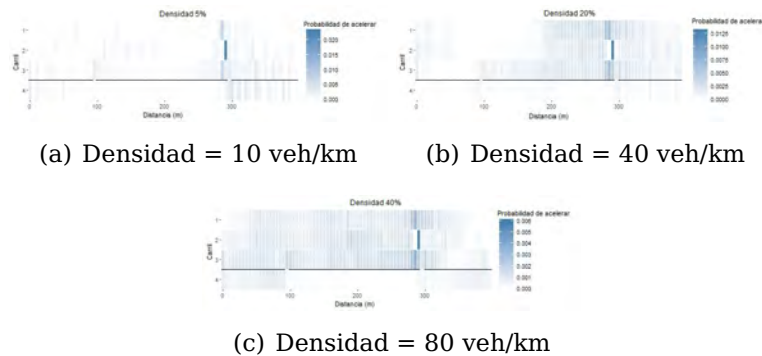 Densidad 5%
Probabilidad de acelerar
0.020
0.015
0.010
0.005
0.000
Carril
1
2
3
4
0
100
200
300
Distancia (m)
(a) Densidad = 10 veh/km
Densidad 20%
Probabilidad de acelera
0.0125
0.0100
0.0075
0.0050
0.0025
0.0000
Carril
1
2
3
4
0
100
200
300
Distancia (m)
(b) Densidad = 40 veh/km
Densidad 40%
Probabilidad de acelerar
0.006
0.005
0.004
0.003
0.002
0.001
0.000
Carril
1
2
3
4
0
100
200
300
Distancia (m)
(c) Densidad = 80 veh/km